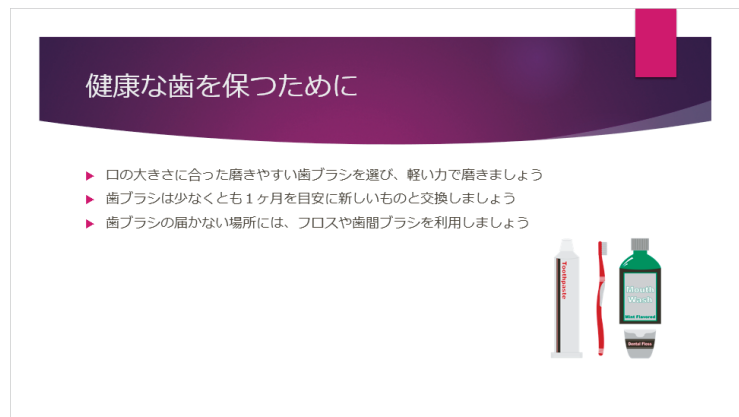 健康な歯を保つために
口の大きさに合った磨きやすい歯ブラシを選び、軽い力で磨きましょう
歯ブラシは少なくとも１ヶ月を目安に新しいものと交換しましょう
歯ブラシの届かない場所には、フロスや歯間ブラシを利用しましょう
Toothpaste
Mouth
Wash
Mint Flavored
Dental Floss